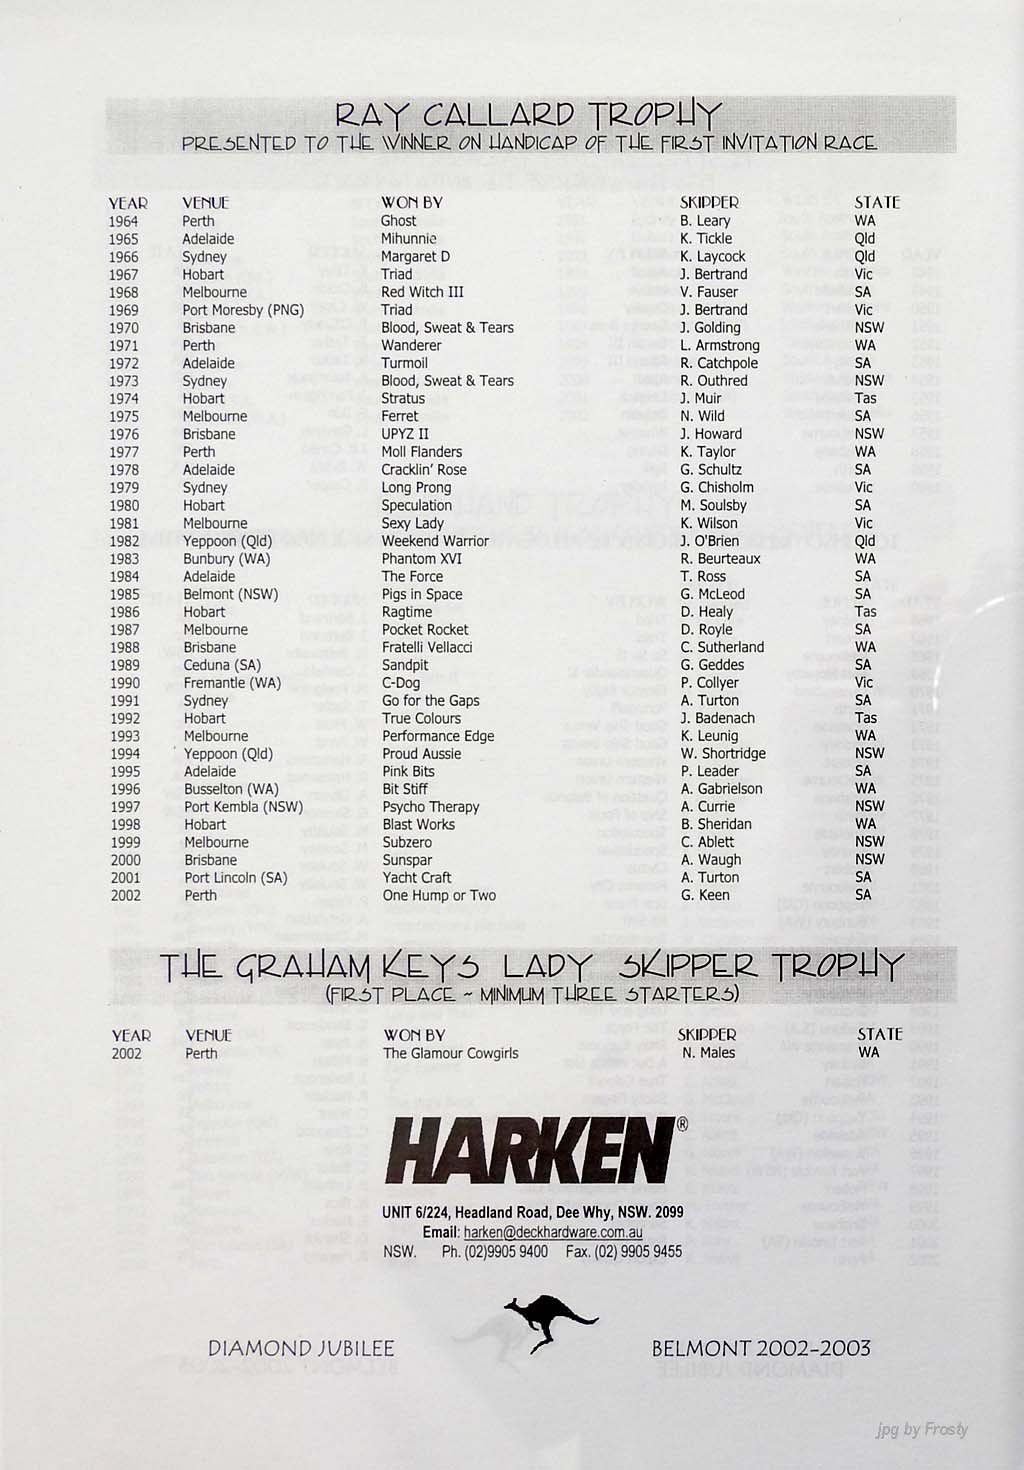 RAY CALLARD TROPHY
PRESENTED TO THE WINNER ON HANDICAP OF THE FIRST INVITATION RACE
YEAR VENUE WON BY SKIPPER STATE
1964 Perth Ghost B. Leary WA
1965 Adelaide Mihunnie K. Tickle Qld
1966 Sydney Margaret D K. Laycock Qld
1967 Hobart Triad J. Bertrand Vic
1968 Melbourne Red Witch III V. Fauser SA
1969 Port Moresby (PNG) Triad J. Bertrand Vic
1970 Brisbane Blood, Sweat & Tears J. Golding NSW
1971 Perth Wanderer L. Armstrong WA
1972 Adelaide Turmoil R. Catchpole SA
1973 Sydney Blood, Sweat & Tears R. Outhred NSW
1974 Hobart Stratus J. Muir Tas
1975 Melbourne Ferret N. Wild SA
1976 Brisbane UPYZ II J. Howard NSW
1977 Perth Moll Flanders K. Taylor WA
1978 Adelaide Cracklin' Rose G. Schultz SA
1979 Sydney Long Prong G. Chisholm Vic
1980 Hobart Speculation M. Soulsby SA
1981 Melbourne Sexy Lady K. Wilson Vic
1982 Yeppoon (Qld) Weekend Warrior J. O'Brien Qld
1983 Bunbury (WA) Phantom XVI R. Beurteaux WA
1984 Adelaide The Force T. Ross SA
1985 Belmont (NSW) Pigs in Space G. McLeod SA
1986 Hobart Ragtime D. Healy Tas
1987 Melbourne Pocket Rocket D. Royle SA
1988 Brisbane Fratelli Vellacci C. Sutherland WA
1989 Ceduna (SA) Sandpit G. Geddes SA
1990 Fremantle (WA) C-Dog P. Collyer Vic
1991 Sydney Go for the Gaps A. Turton SA
1992 Hobart True Colours J. Badenach Tas
1993 Melbourne Performance Edge K. Leunig WA
1994 Yeppoon (Qld) Proud Aussie W. Shortridge NSW
1995 Adelaide Pink Bits P. Leader SA
1996 Busselton (WA) Bit Stiff A. Gabrielson WA
1997 Port Kembla (NSW) Psycho Therapy A. Currie NSW
1998 Hobart Blast Works B. Sheridan WA
1999 Melbourne Subzero C. Ablett NSW
2000 Brisbane Sunspar A. Waugh NSW
2001 Port Lincoln (SA) Yacht Craft A. Turton SA
2002 Perth One Hump or Two G. Keen SA
THE GRAHAM KEYS LADY SKIPPER TROPHY
(FIRST PLACE ~ MINIMUM THREE STARTERS)
YEAR VENUE WON BY SKIPPER STATE
2002 Perth The Glamour Cowgirls N. Males WA
HARKEN®
UNIT 6/224, Headland Road, Dee Why, NSW. 2099
Email: harken@deckhardware.com.au
NSW. Ph. (02)9905 9400 Fax. (02) 9905 9455
DIAMOND JUBILEE BELMONT 2002-2003
jpg by Frosty